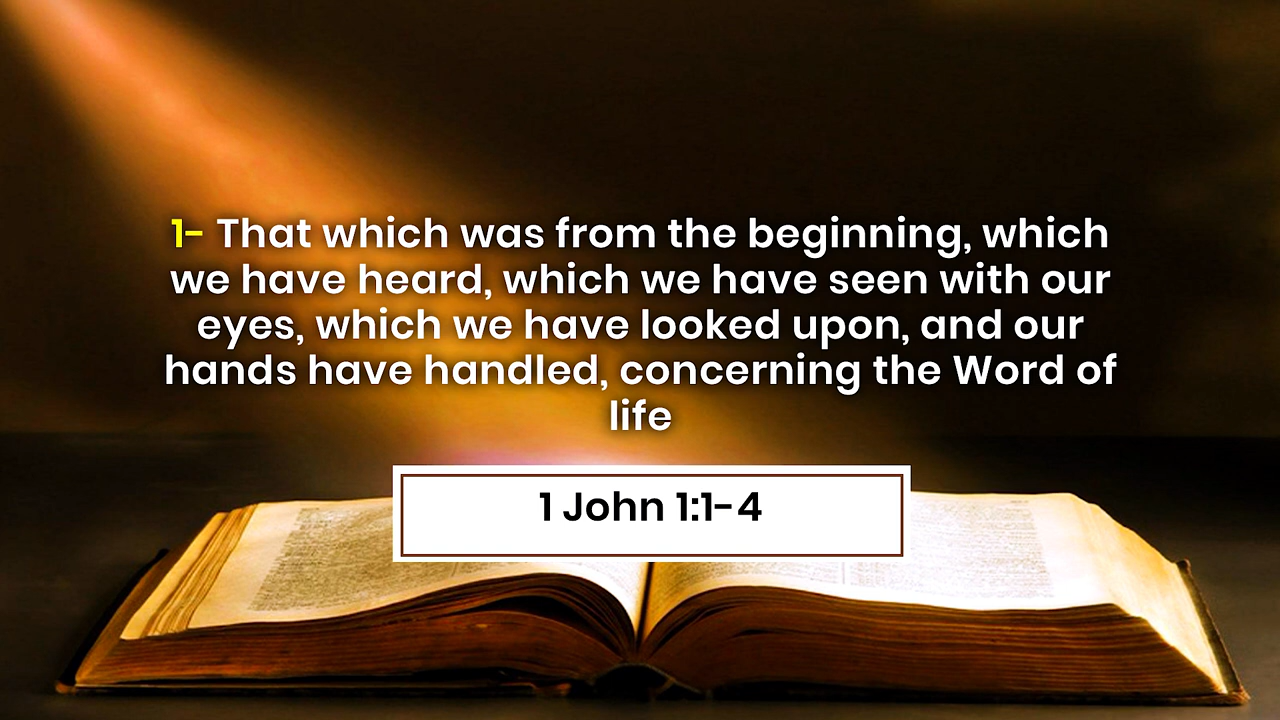 1- That which was from the beginning, which
we have heard, which we have seen with our
eyes, which we have looked upon, and our
hands have handled, concerning the Word of
life
1 John 1:1-4